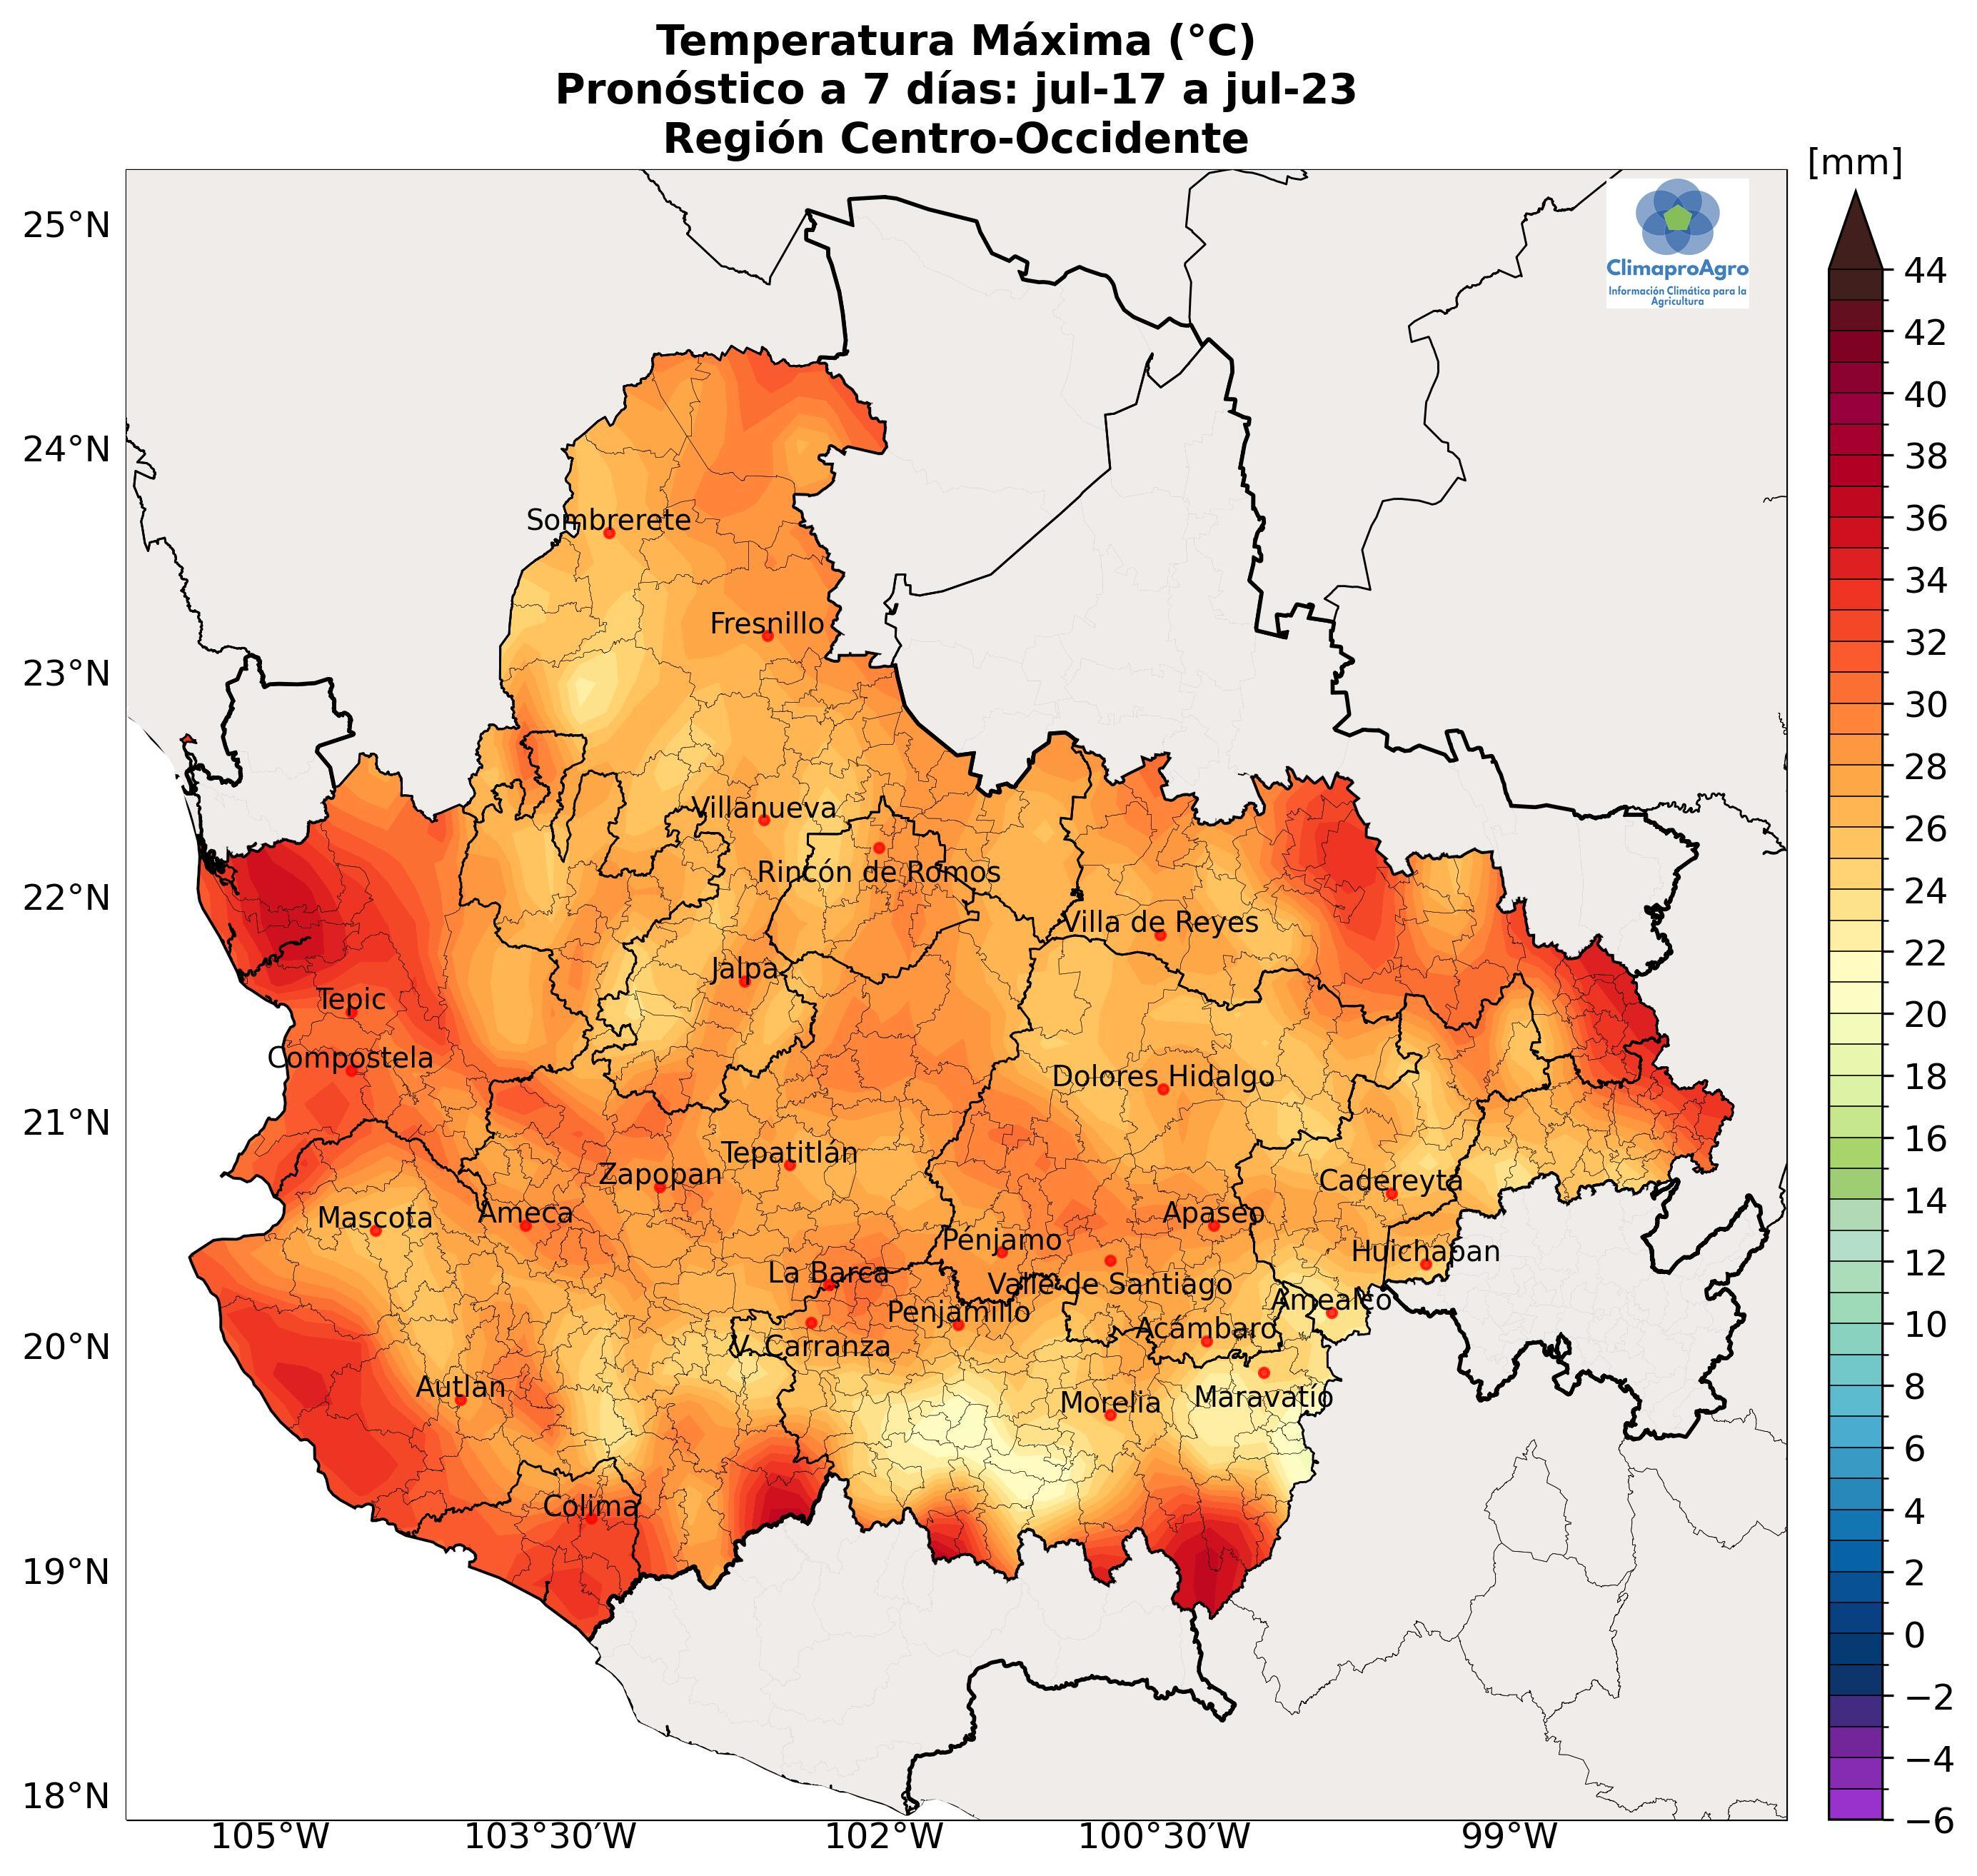 Temperatura Máxima (°C)
Pronóstico a 7 días: jul-17 a jul-23
Región Centro-Occidente
[mm]
25°N
24°N
23°N
22°N
21°N
20°N
19°N
18°N
ClimaproAgro
Información Climática para la
Agricultura
Sombrerete
Fresnillo
Villanueva
Rincón de Romos
Villa de Reyes
Jalpa
Tepic
Compostela
Dolores Hidalgo
Tepatitlán
Zapopan
Cadereyta
Mascota
Ameca
Apaseo
Pénjamo
Huichapan
La Barca
Valle de Santiago
Amealco
Penjamillo
Acámbaro
V. Carranza
Autlan
Morelia
Maravatío
Colima
105°W
103°30′W
102°W
100°30′W
99°W
44
42
40
38
36
34
32
30
28
26
24
22
20
18
16
14
12
10
8
6
4
2
0
−2
−4
−6